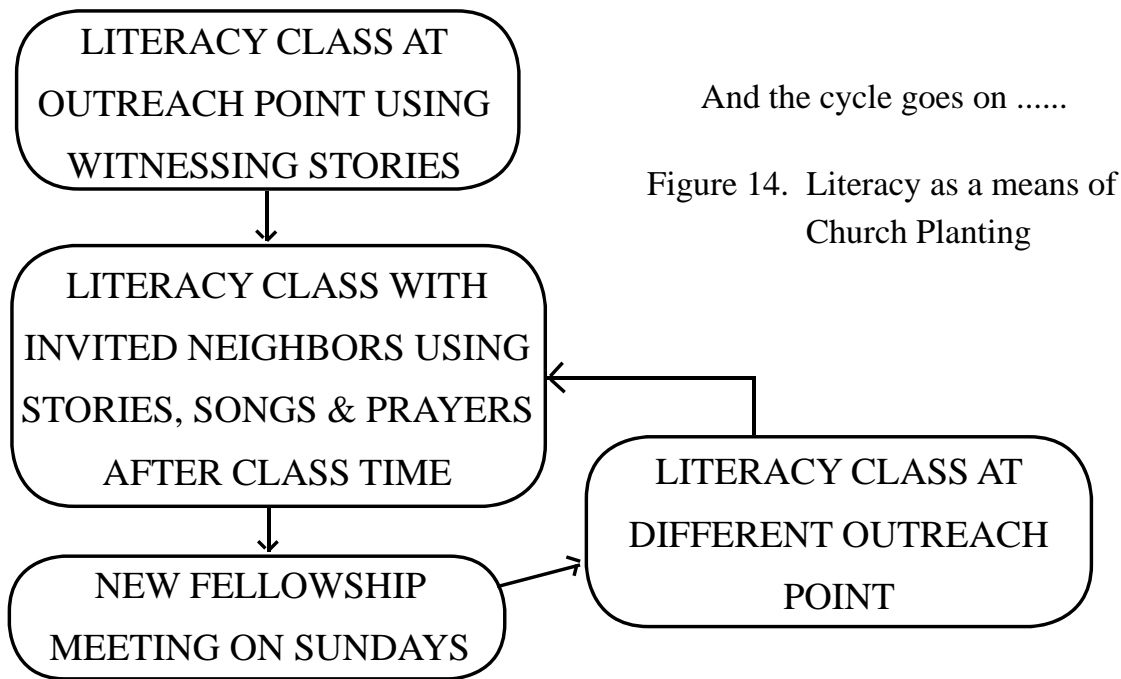 LITERACY CLASS AT
OUTREACH POINT USING
WITNESSING STORIES
And the cycle goes on ......
Figure 14. Literacy as a means of
Church Planting
LITERACY CLASS WITH
INVITED NEIGHBORS USING
STORIES, SONGS & PRAYERS
AFTER CLASS TIME
LITERACY CLASS AT
DIFFERENT OUTREACH
POINT
NEW FELLOWSHIP
MEETING ON SUNDAYS